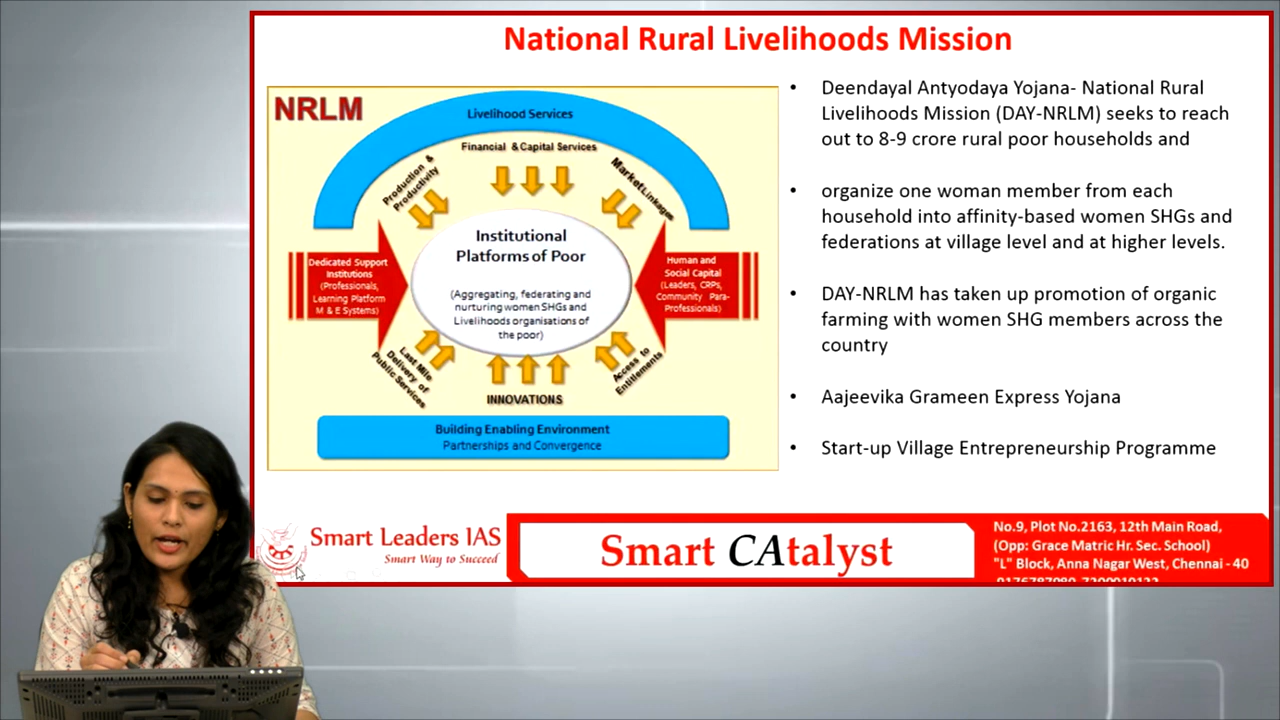 National Rural Livelihoods Mission
NRLM
Livelihood Services
Financial & Capital Services
Production &
Productivity
Market Linkages
Institutional
Platforms of Poor
(Aggregating, federating and
nurturing women SHGs and
Livelihoods organisations of
the poor)
Dedicated Support
Institutions
(Professionals,
Learning Platform
M & E Systems)
Human and
Social Capital
(Leaders, CRPs,
Community Para-
Professionals)
Last Mile
Delivery of
Public Services
INNOVATIONS
Access to
Entitlements
Building Enabling Environment
Partnerships and Convergence
• Deendayal Antyodaya Yojana- National Rural
Livelihoods Mission (DAY-NRLM) seeks to reach
out to 8-9 crore rural poor households and
• organize one woman member from each
household into affinity-based women SHGs and
federations at village level and at higher levels.
• DAY-NRLM has taken up promotion of organic
farming with women SHG members across the
country
• Aajeevika Grameen Express Yojana
• Start-up Village Entrepreneurship Programme
Smart Leaders IAS
Smart Way to Succeed
Smart CAtalyst
No.9, Plot No.2163, 12th Main Road,
(Opp: Grace Matric Hr. Sec. School)
"L" Block, Anna Nagar West, Chennai - 40